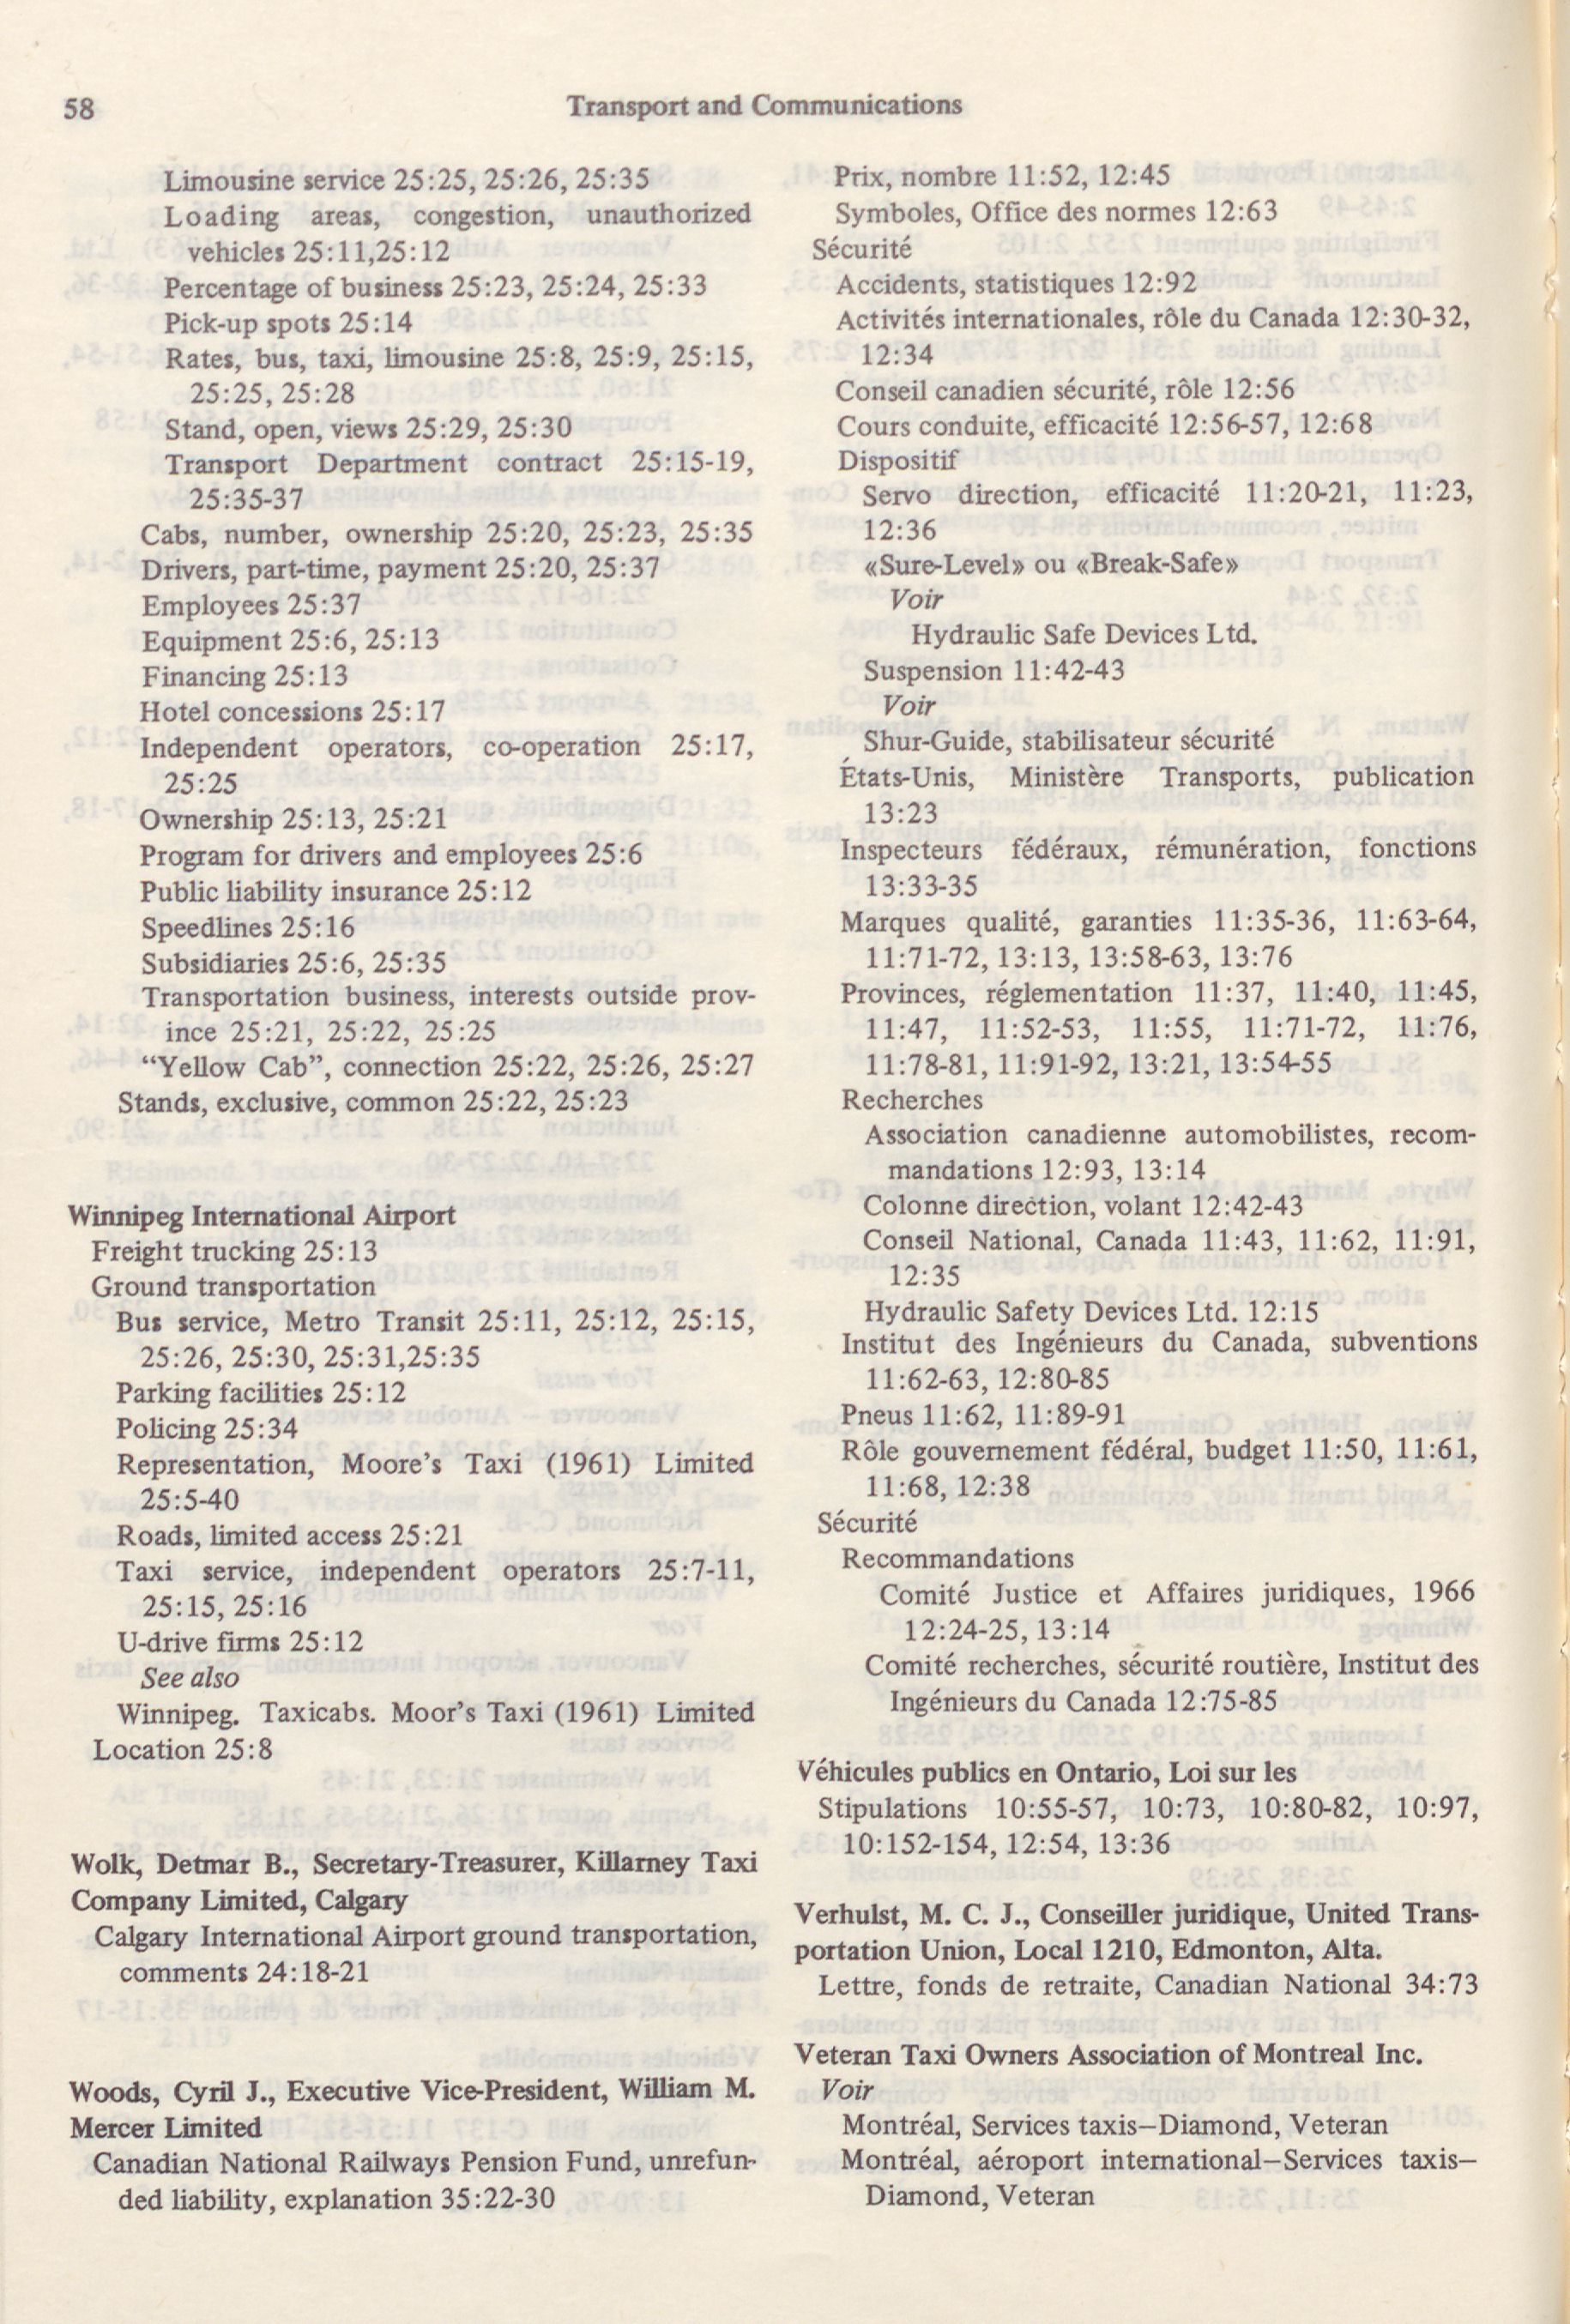 58
Transport and Communications
Limousine service 25:25, 25:26, 25:35
Loading areas, congestion, unauthorized
vehicles 25:11,25:12
Percentage of business 25:23, 25:24, 25:33
Pick-up spots 25:14
Rates, bus, taxi, limousine 25:8, 25:9, 25:15,
25:25, 25:28
Stand, open, views 25:29, 25:30
Transport Department contract 25:15-19,
25:35-37
Cabs, number, ownership 25:20, 25:23, 25:35
Drivers, part-time, payment 25:20, 25:37
Employees 25:37
Equipment 25:6, 25:13
Financing 25:13
Hotel concessions 25:17
Independent operators, co-operation 25:17,
25:25
Ownership 25:13, 25:21
Program for drivers and employees 25:6
Public liability insurance 25:12
Speedlines 25:16
Subsidiaries 25:6, 25:35
Transportation business, interests outside prov-
ince 25:21, 25:22, 25:25
“Yellow Cab”, connection 25:22, 25:26, 25:27
Stands, exclusive, common 25:22, 25:23
Winnipeg International Airport
Freight trucking 25:13
Ground transportation
Bus service, Metro Transit 25:11, 25:12, 25:15,
25:26, 25:30, 25:31,25:35
Parking facilities 25:12
Policing 25:34
Representation, Moore’s Taxi (1961) Limited
25:5-40
Roads, limited access 25:21
Taxi service, independent operators 25:7-11,
25:15, 25:16
U-drive firms 25:12
See also
Winnipeg. Taxicabs. Moor’s Taxi (1961) Limited
Location 25:8
Wolk, Detmar B., Secretary-Treasurer, Killarney Taxi
Company Limited, Calgary
Calgary International Airport ground transportation,
comments 24:18-21
Woods, Cyril J., Executive Vice-President, William M.
Mercer Limited
Canadian National Railways Pension Fund, unrefun-
ded liability, explanation 35:22-30
Prix, nombre 11:52, 12:45
Symboles, Office des normes 12:63
Sécurité
Accidents, statistiques 12:92
Activités internationales, rôle du Canada 12:30-32,
12:34
Conseil canadien sécurité, rôle 12:56
Cours conduite, efficacité 12:56-57, 12:68
Dispositif
Servo direction, efficacité 11:20-21, 11:23,
12:36
«Sure-Level» ou «Break-Safe»
Voir
Hydraulic Safe Devices Ltd.
Suspension 11:42-43
Voir
Shur-Guide, stabilisateur sécurité
États-Unis, Ministère Transports, publication
13:23
Inspecteurs fédéraux, rémunération, fonctions
13:33-35
Marques qualité, garanties 11:35-36, 11:63-64,
11:71-72, 13:13, 13:58-63, 13:76
Provinces, réglementation 11:37, 11:40, 11:45,
11:47, 11:52-53, 11:55, 11:71-72, 11:76,
11:78-81, 11:91-92, 13:21, 13:54-55
Recherches
Association canadienne automobilistes, recom-
mandations 12:93, 13:14
Colonne direction, volant 12:42-43
Conseil National, Canada 11:43, 11:62, 11:91,
12:35
Hydraulic Safety Devices Ltd. 12:15
Institut des Ingénieurs du Canada, subventions
11:62-63, 12:80-85
Pneus 11:62, 11:89-91
Rôle gouvernement fédéral, budget 11:50, 11:61,
11:68, 12:38
Sécurité
Recommandations
Comité Justice et Affaires juridiques, 1966
12:24-25, 13:14
Comité recherches, sécurité routière, Institut des
Ingénieurs du Canada 12:75-85
Véhicules publics en Ontario, Loi sur les
Stipulations 10:55-57, 10:73, 10:80-82, 10:97,
10:152-154, 12:54, 13:36
Verhulst, M. C. J., Conseiller juridique, United Trans-
portation Union, Local 1210, Edmonton, Alta.
Lettre, fonds de retraite, Canadian National 34:73
Veteran Taxi Owners Association of Montreal Inc.
Voir
Montréal, Services taxis—Diamond, Veteran
Montréal, aéroport international—Services taxis—
Diamond, Veteran